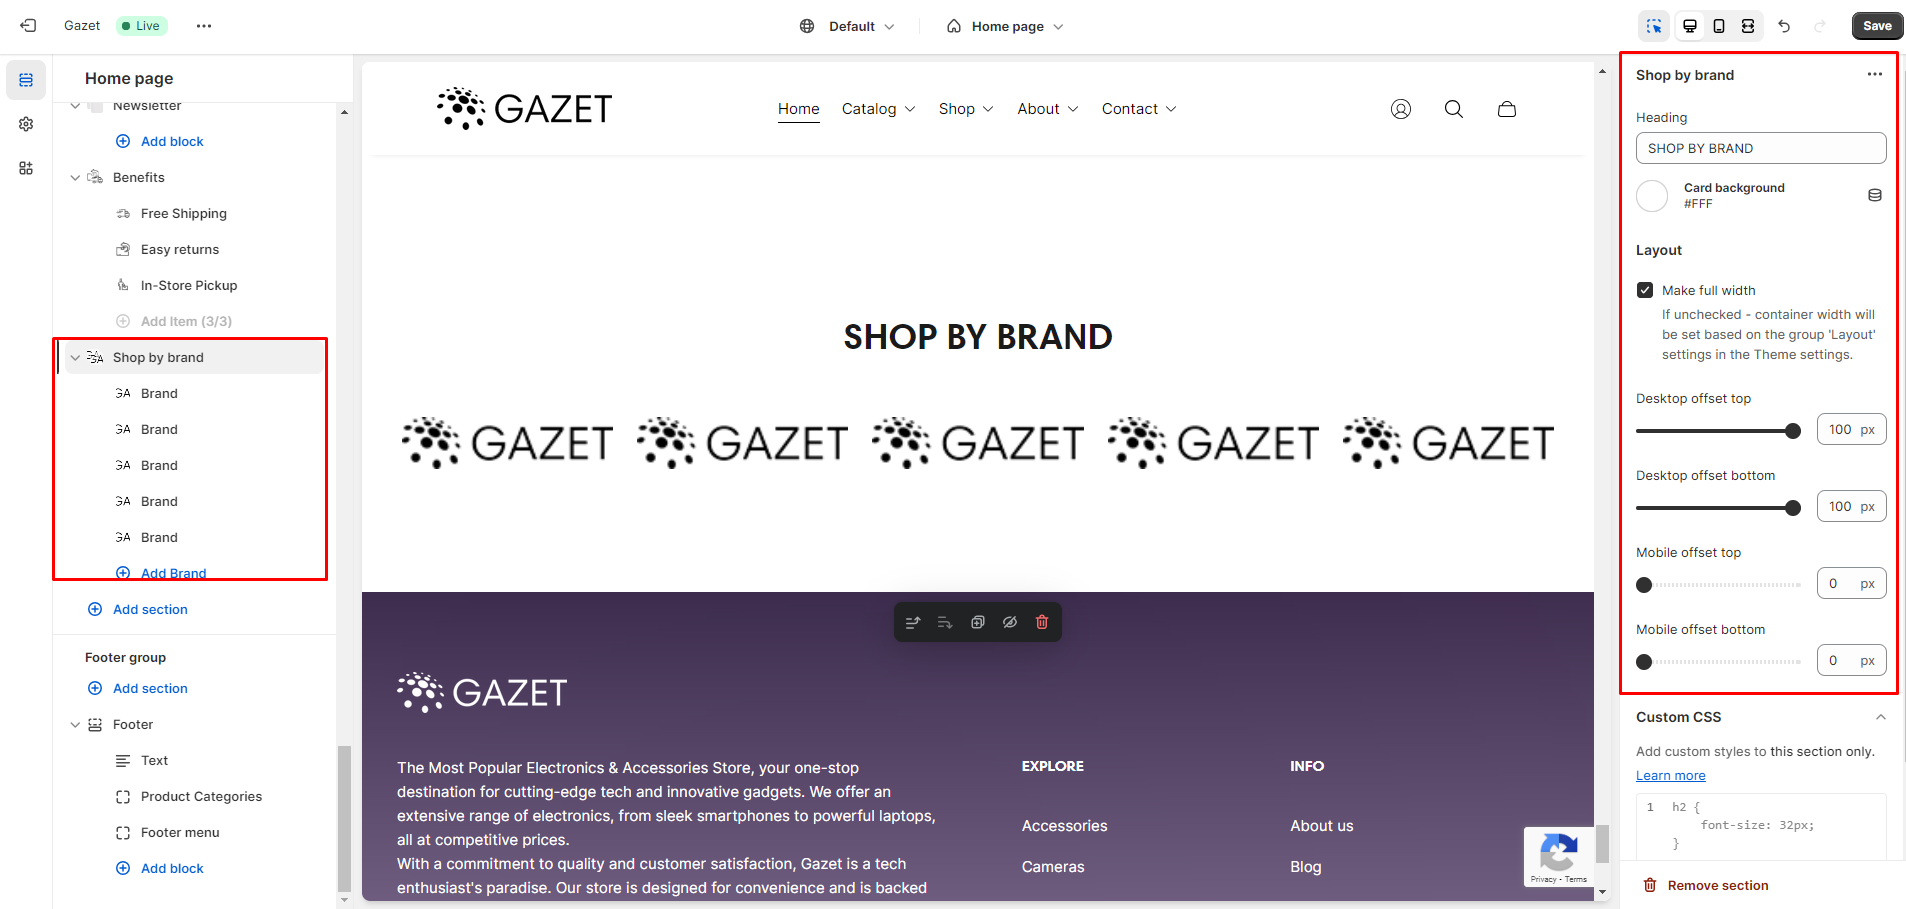 Gazet
Live
Default
Home page
Save
Home page
Newsletter
Add block
Benefits
Free Shipping
Easy returns
In-Store Pickup
Add Item (3/3)
GA Shop by brand
GA Brand
GA Brand
GA Brand
GA Brand
GA Brand
Add Brand
Add section
Footer group
Add section
Footer
Text
Product Categories
Footer menu
Add block
GAZET
Home Catalog Shop About Contact
SHOP BY BRAND
GAZET GAZET GAZET GAZET GAZET
GAZET
The Most Popular Electronics & Accessories Store, your one-stop
destination for cutting-edge tech and innovative gadgets. We offer an
extensive range of electronics, from sleek smartphones to powerful laptops,
all at competitive prices.
With a commitment to quality and customer satisfaction, Gazet is a tech
enthusiast's paradise. Our store is designed for convenience and is backed
EXPLORE
Accessories
Cameras
INFO
About us
Blog
Privacy - Terms
Shop by brand
Heading
SHOP BY BRAND
Card background
#FFF
Layout
Make full width
If unchecked - container width will
be set based on the group 'Layout'
settings in the Theme settings.
Desktop offset top
100 px
Desktop offset bottom
100 px
Mobile offset top
0 px
Mobile offset bottom
0 px
Custom CSS
Add custom styles to this section only.
Learn more
1 h2 {
font-size: 32px;
}
Remove section